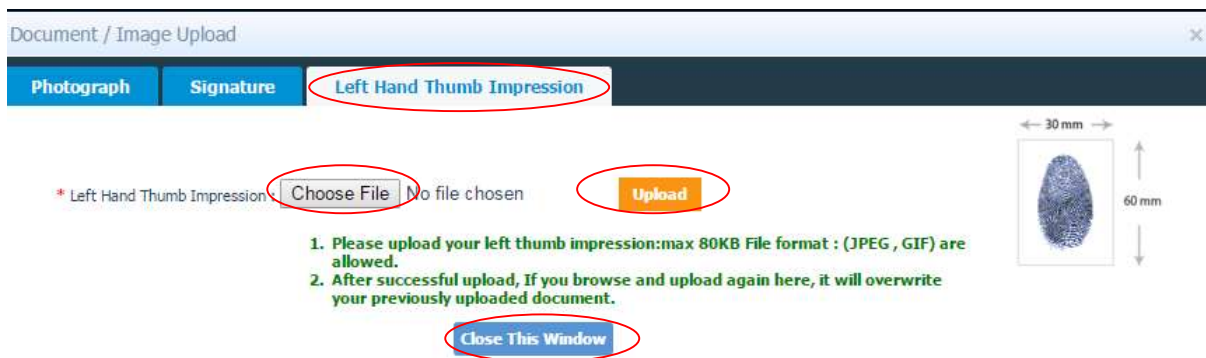 Document / Image Upload ×
Photograph Signature Left Hand Thumb Impression
30 mm
* Left Hand Thumb Impression : Choose File No file chosen Upload
60 mm
1. Please upload your left thumb impression:max 80KB File format : (JPEG , GIF) are
allowed.
2. After successful upload, If you browse and upload again here, it will overwrite
your previously uploaded document.
Close This Window